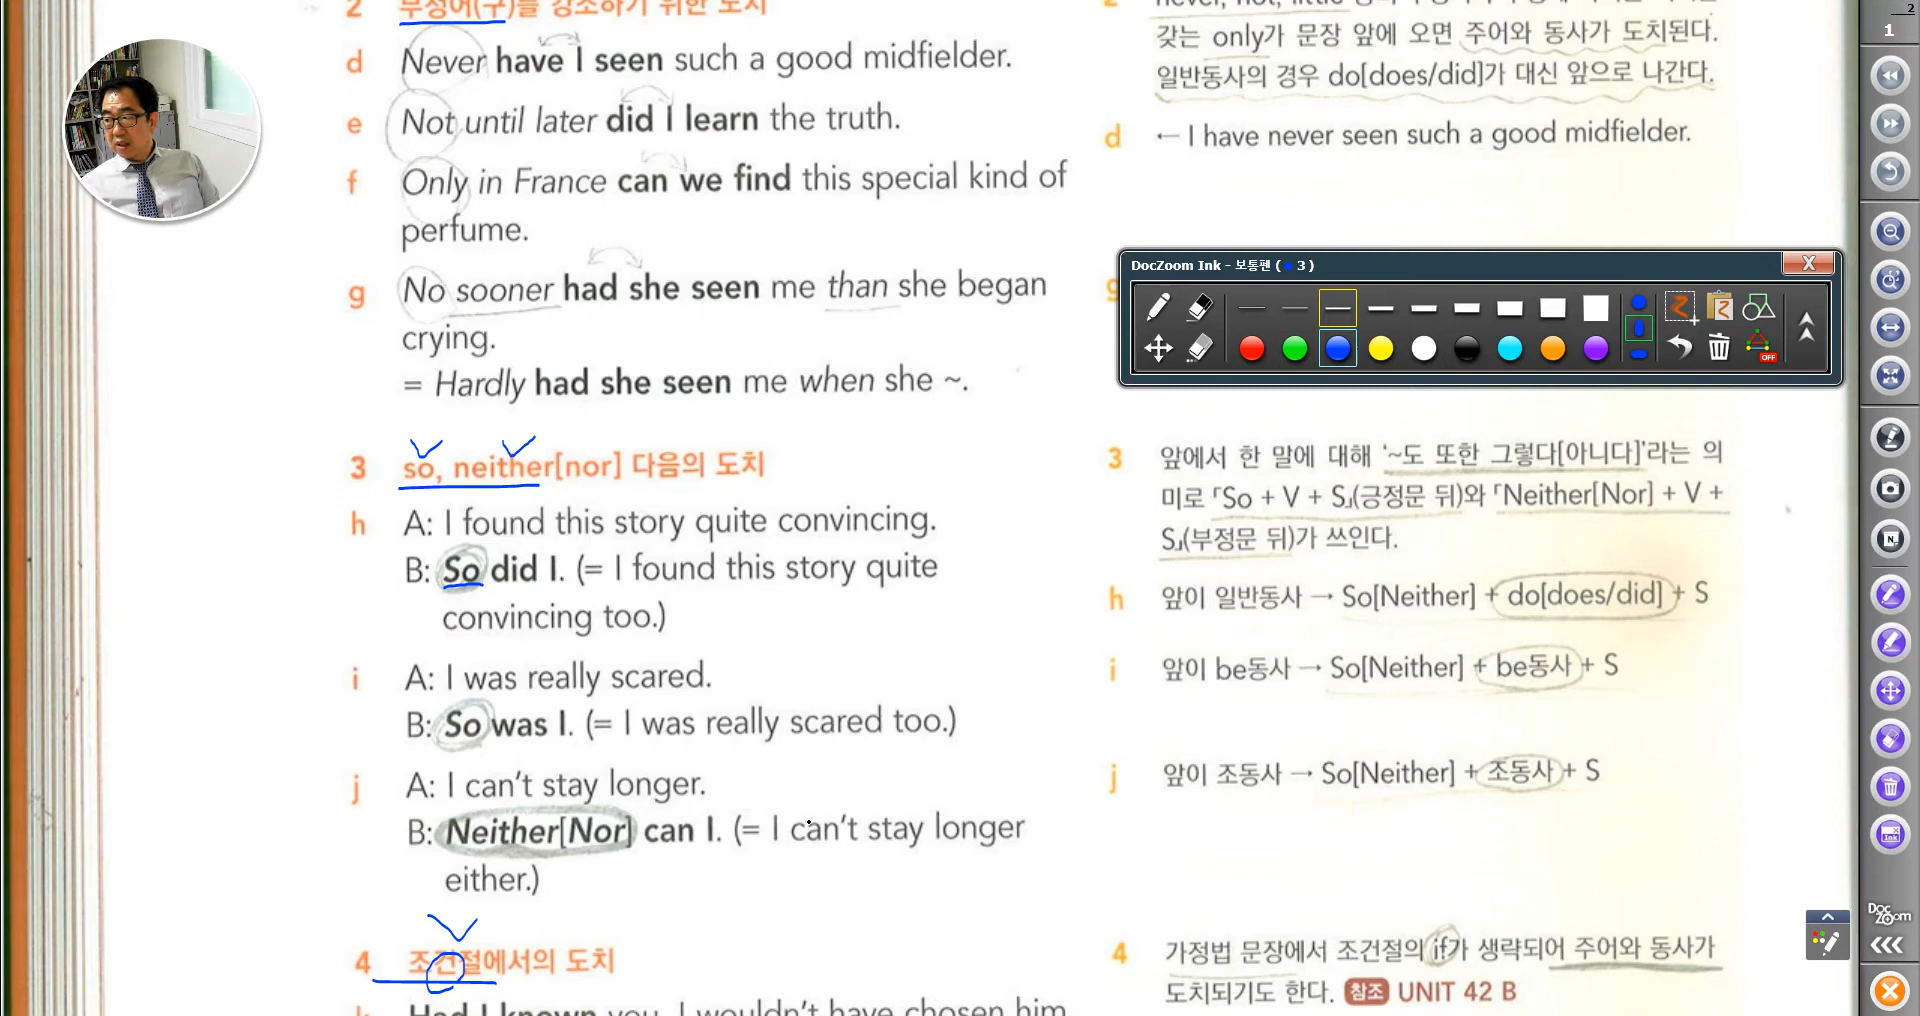 2 부정어(구)를 강조하기 위한 도치
d Never have I seen such a good midfielder.
e Not until later did I learn the truth.
f Only in France can we find this special kind of
perfume.
g No sooner had she seen me than she began
crying.
= Hardly had she seen me when she ~.
3 so, neither[nor] 다음의 도치
h A: I found this story quite convincing.
B: So did I. (= I found this story quite
convincing too.)
i A: I was really scared.
B: So was I. (= I was really scared too.)
j A: I can't stay longer.
B: Neither[Nor] can I. (= I can't stay longer
either.)
4 조건절에서의 도치
k Had I known you, I wouldn't have chosen him
갖는 only가 문장 앞에 오면 주어와 동사가 도치된다.
일반동사의 경우 do[does/did]가 대신 앞으로 나간다.
d ← I have never seen such a good midfielder.
g
DocZoom Ink - 보통펜 ( 3 )
X
OFF
3 앞에서 한 말에 대해 '~도 또한 그렇다[아니다]'라는 의
미로 「So + V + S」(긍정문 뒤)와 「Neither[Nor] + V +
S」(부정문 뒤)가 쓰인다.
h 앞이 일반동사 → So[Neither] + do[does/did] + S
i 앞이 be동사 → So[Neither] + be동사 + S
j 앞이 조동사 → So[Neither] + 조동사 + S
4 가정법 문장에서 조건절의 if가 생략되어 주어와 동사가
도치되기도 한다. 참조 UNIT 42 B
2
1
N
Ink
Doc
Zoom